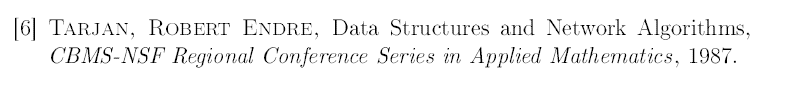 [6] TARJAN, ROBERT ENDRE, Data Structures and Network Algorithms,
CBMS-NSF Regional Conference Series in Applied Mathematics, 1987.